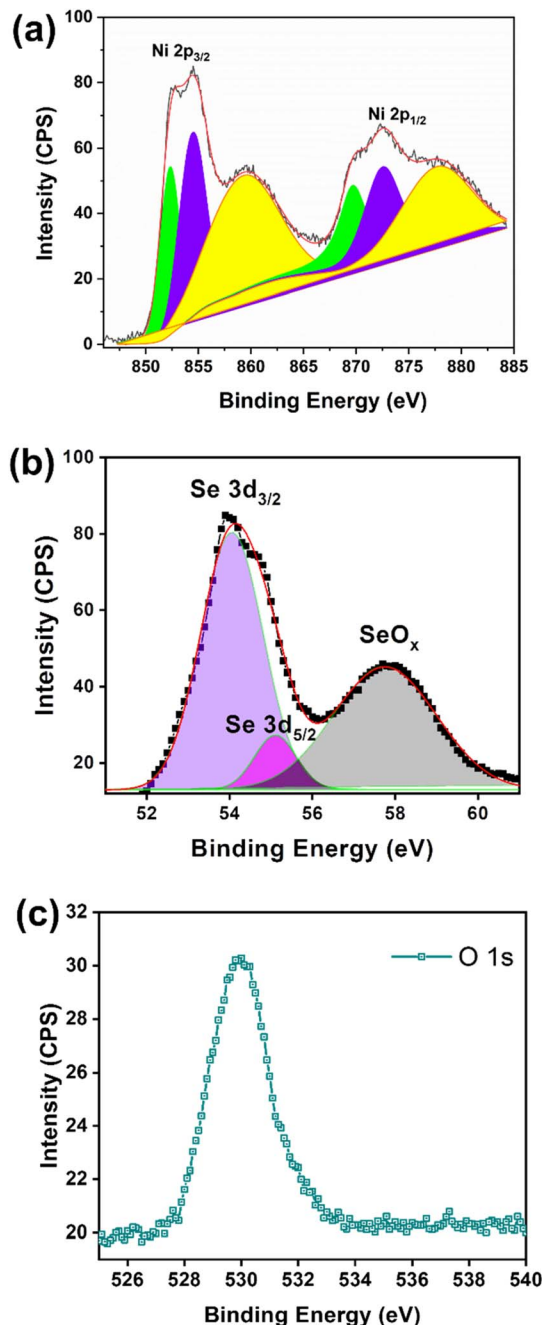 (a)
Ni 2p3/2
Ni 2p1/2
Intensity (CPS)
100
80
60
40
20
0
850 855 860 865 870 875 880 885
Binding Energy (eV)
(b)
Se 3d3/2
Se 3d5/2
SeOx
Intensity (CPS)
100
80
60
40
20
52 54 56 58 60
Binding Energy (eV)
(c)
O 1s
Intensity (CPS)
32
30
28
26
24
22
20
526 528 530 532 534 536 538 540
Binding Energy (eV)